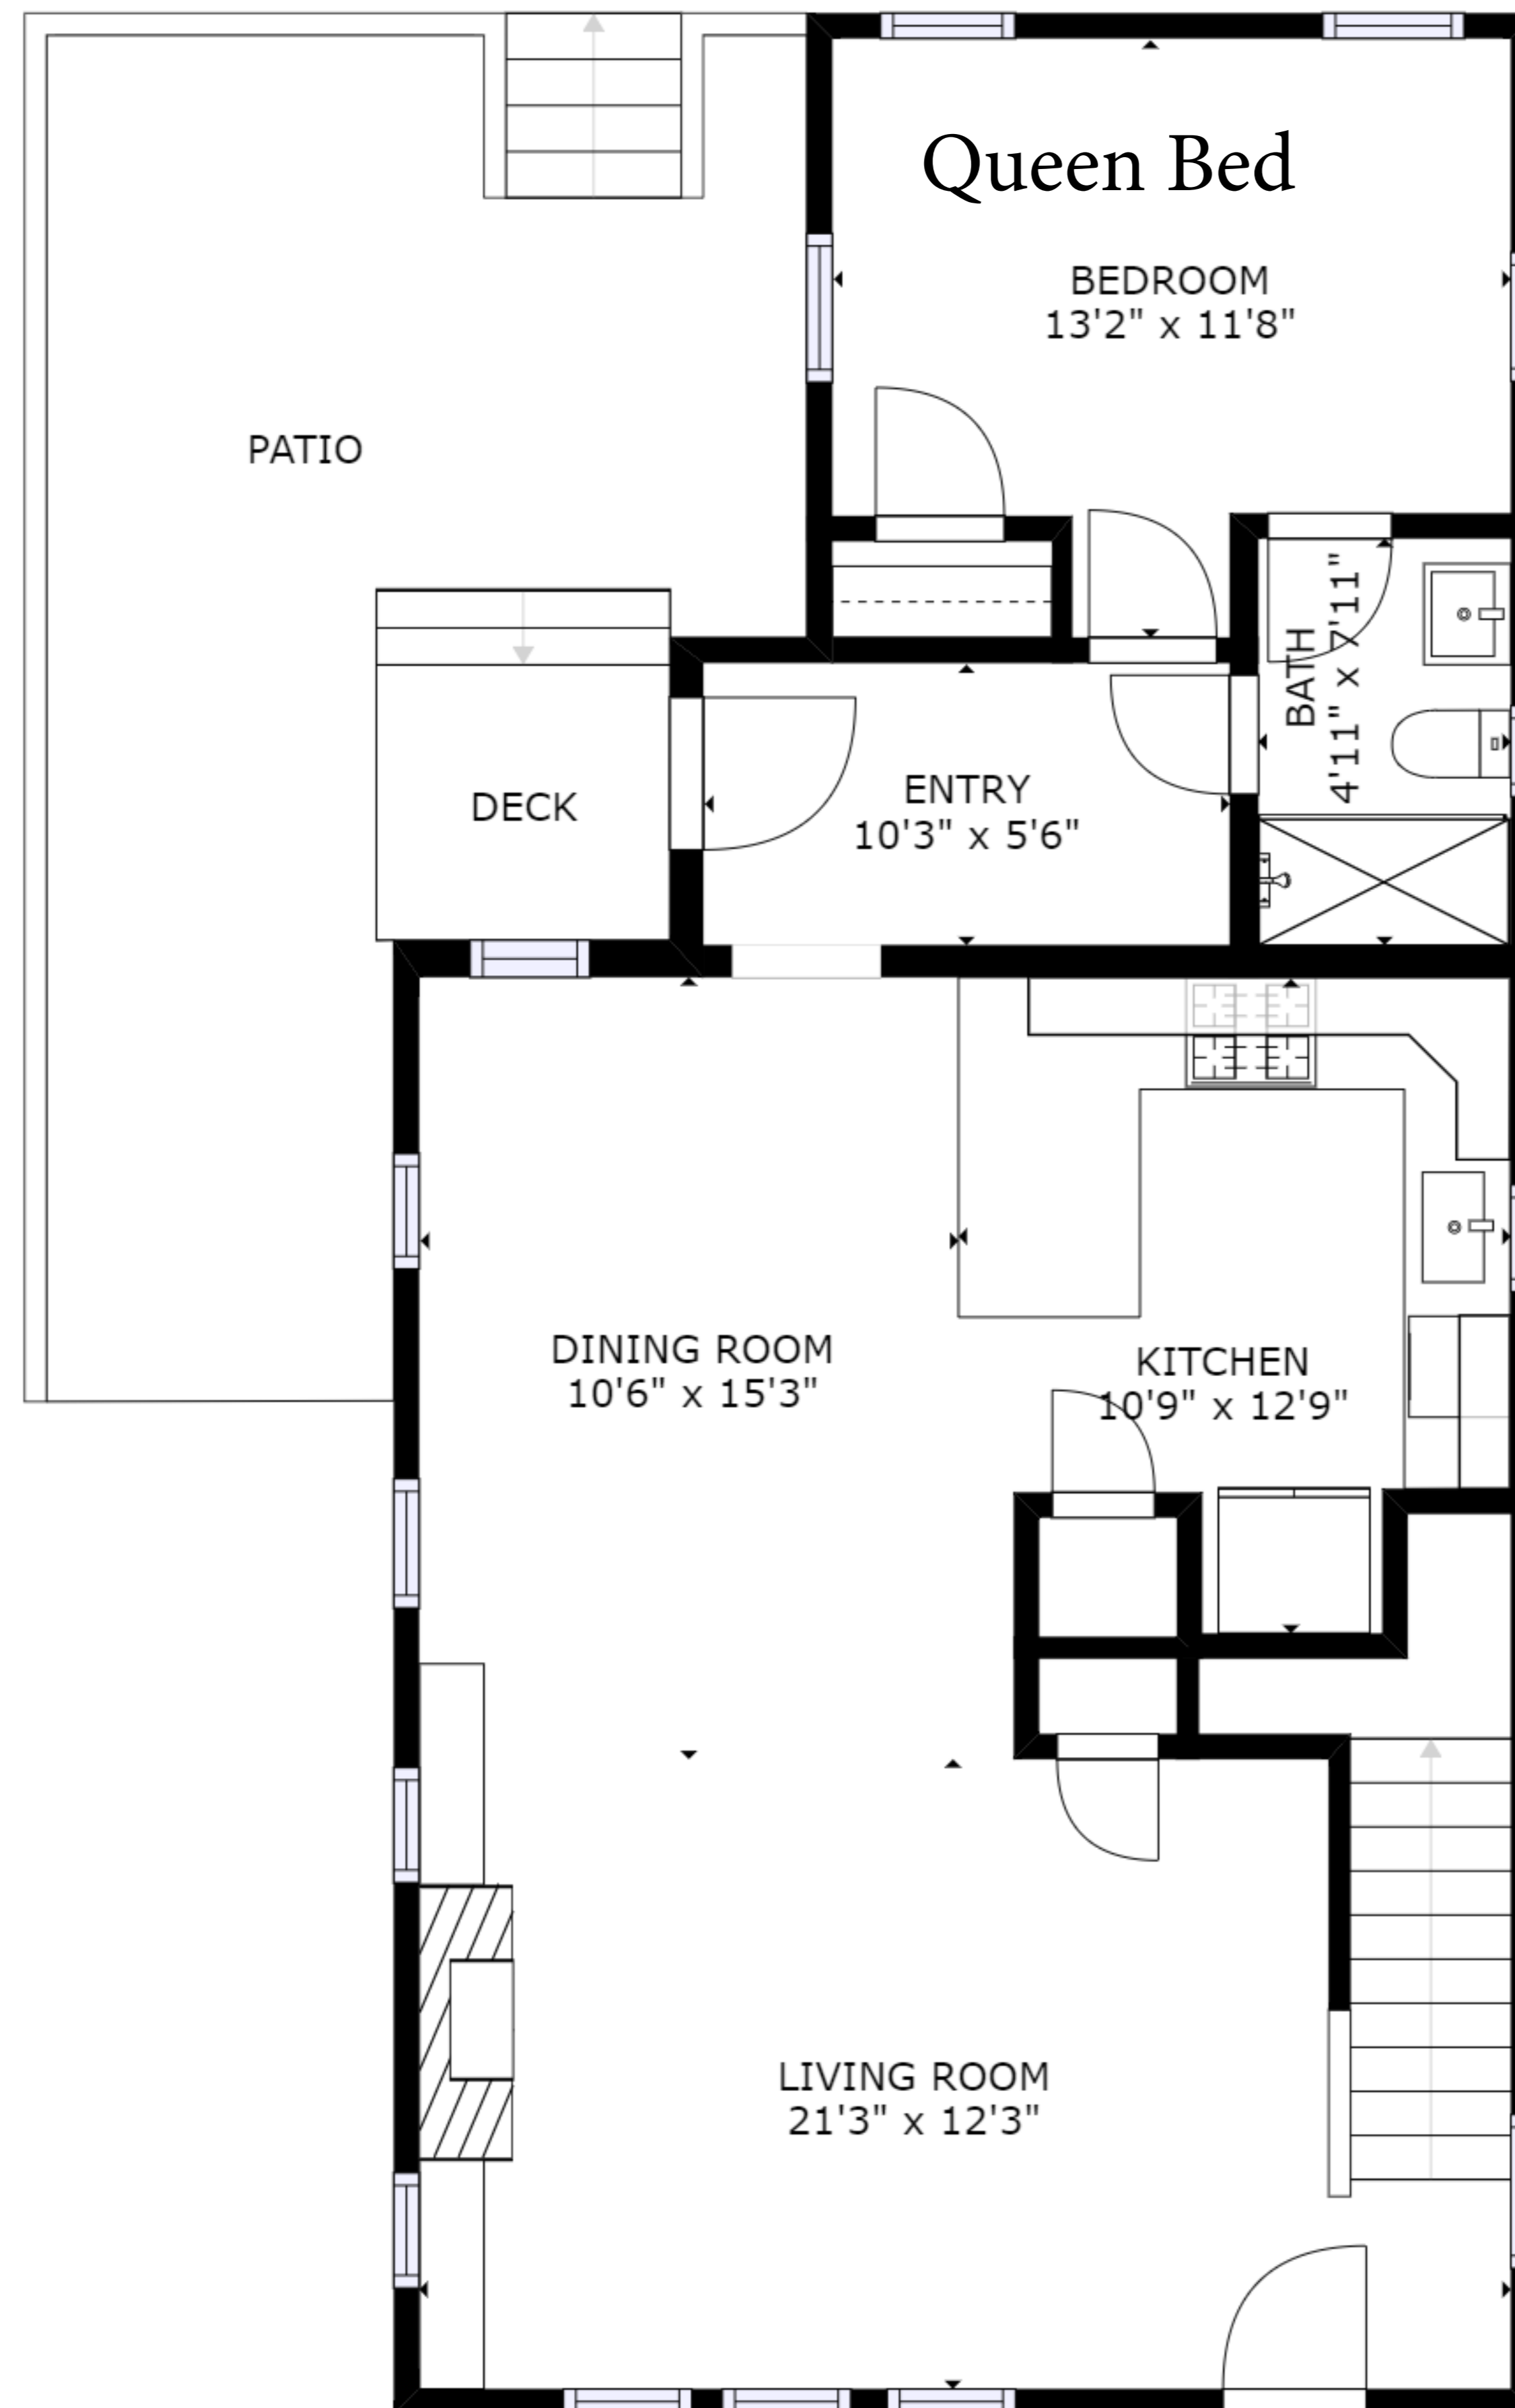 Queen Bed
BEDROOM
13'2" x 11'8"
PATIO
BATH
4'11" x 7'11"
DECK
ENTRY
10'3" x 5'6"
DINING ROOM
10'6" x 15'3"
KITCHEN
10'9" x 12'9"
LIVING ROOM
21'3" x 12'3"